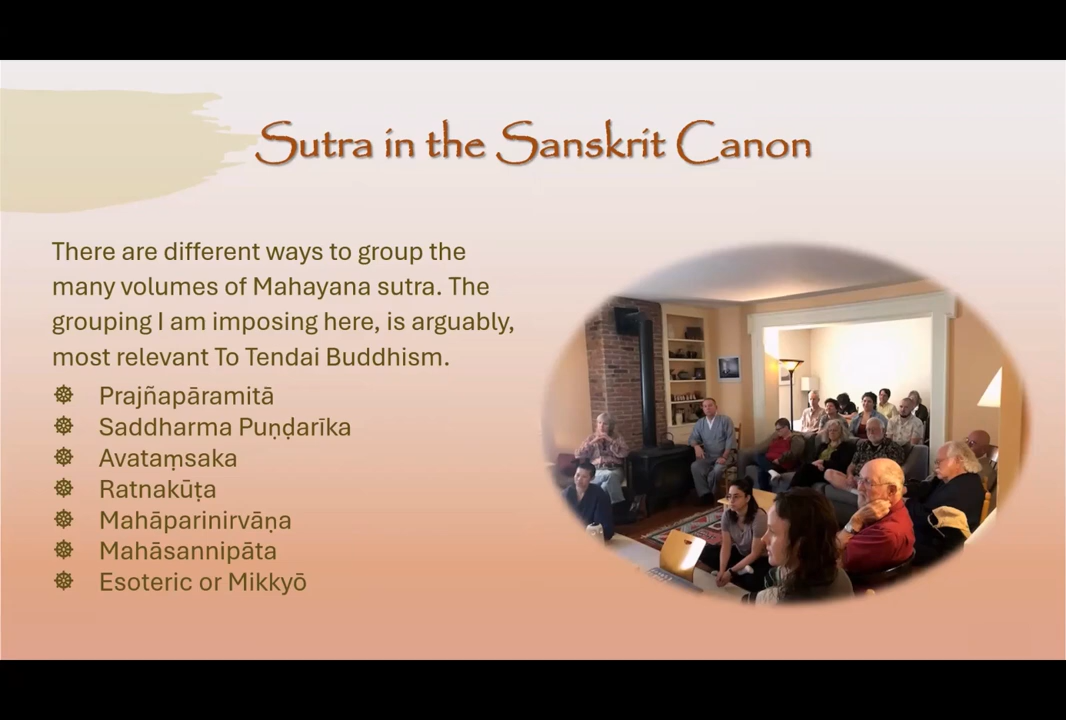 Sutra in the Sanskrit Canon
There are different ways to group the
many volumes of Mahayana sutra. The
grouping I am imposing here, is arguably,
most relevant To Tendai Buddhism.
Prajñapāramitā
Saddharma Puṇḍarīka
Avataṃsaka
Ratnakūṭa
Mahāparinirvāṇa
Mahāsannipāta
Esoteric or Mikkyō